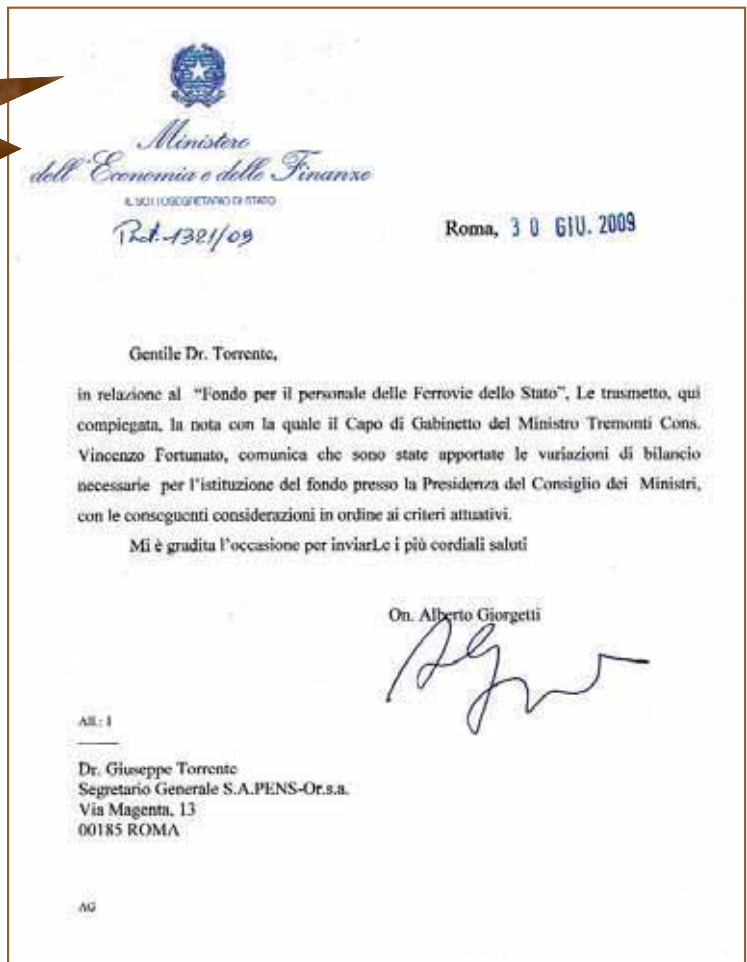 Ministero
dell'Economia e delle Finanze
IL SOTTOSEGRETARIO DI STATO
Prot. 1321/09
Roma, 30 GIU. 2009
Gentile Dr. Torrente,
in relazione al "Fondo per il personale delle Ferrovie dello Stato", Le trasmetto, qui
compiegata, la nota con la quale il Capo di Gabinetto del Ministro Tremonti Cons.
Vincenzo Fortunato, comunica che sono state apportate le variazioni di bilancio
necessarie per l'istituzione del fondo presso la Presidenza del Consiglio dei Ministri,
con le conseguenti considerazioni in ordine ai criteri attuativi.
Mi è gradita l'occasione per inviarLe i più cordiali saluti
On. Alberto Giorgetti
All.: 1
Dr. Giuseppe Torrente
Segretario Generale S.A.PENS-Or.s.a.
Via Magenta, 13
00185 ROMA
AG